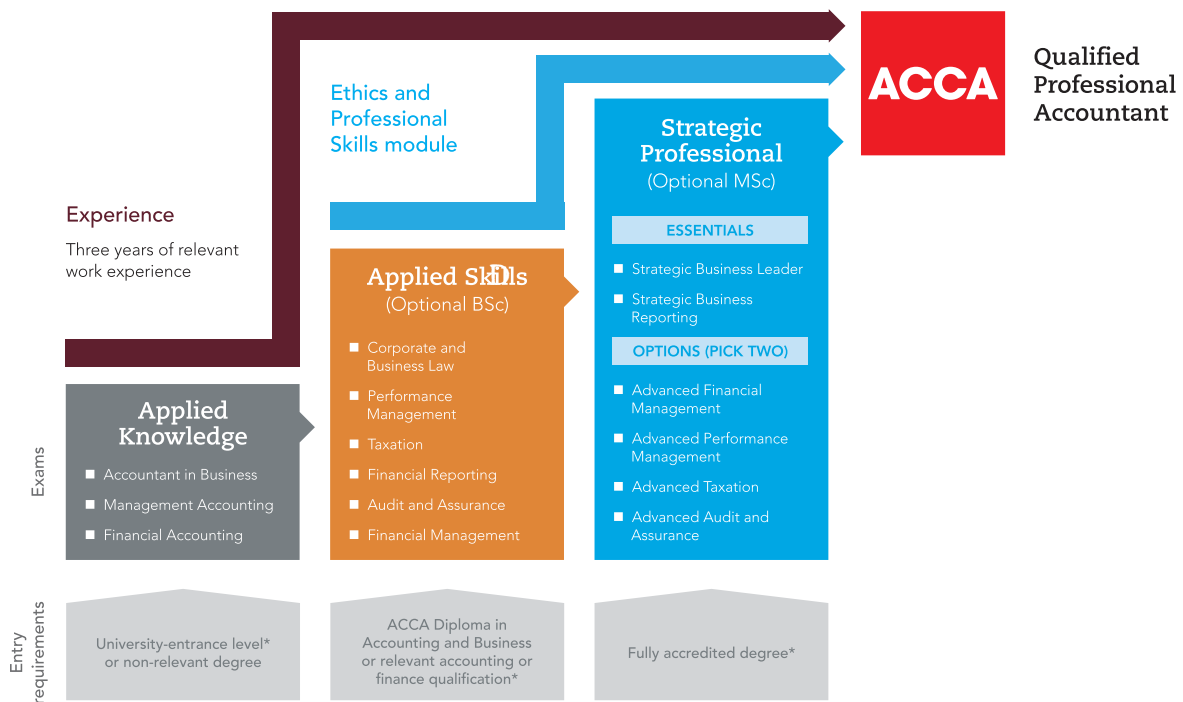 ACCA
Qualified
Professional
Accountant
Ethics and
Professional
Skills module
Experience
Three years of relevant
work experience
Exams
Applied
Knowledge
Accountant in Business
Management Accounting
Financial Accounting
Applied Skills
D
(Optional BSc)
Corporate and
Business Law
Performance
Management
Taxation
Financial Reporting
Audit and Assurance
Financial Management
Strategic
Professional
(Optional MSc)
ESSENTIALS
Strategic Business Leader
Strategic Business
Reporting
OPTIONS (PICK TWO)
Advanced Financial
Management
Advanced Performance
Management
Advanced Taxation
Advanced Audit and
Assurance
Entry
requirements
University-entrance level*
or non-relevant degree
ACCA Diploma in
Accounting and Business
or relevant accounting or
finance qualification*
Fully accredited degree*